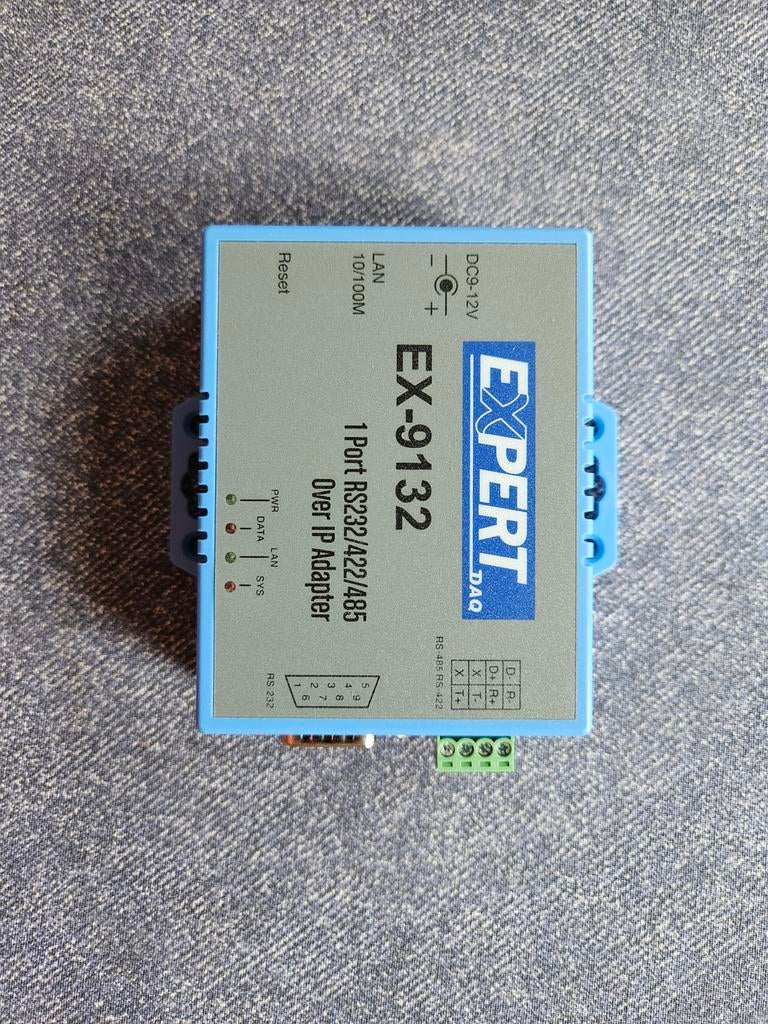 DC9-12V
− +
EXPERT
DAQ
D- R-
D+ R+
X T-
X T+
RS-485 RS-422
EX-9132
LAN
10/100M
1 Port RS232/422/485
Over IP Adapter
5
9
4
8
3
7
2
6
1
RS 232
Reset
PWR
DATA
LAN
SYS